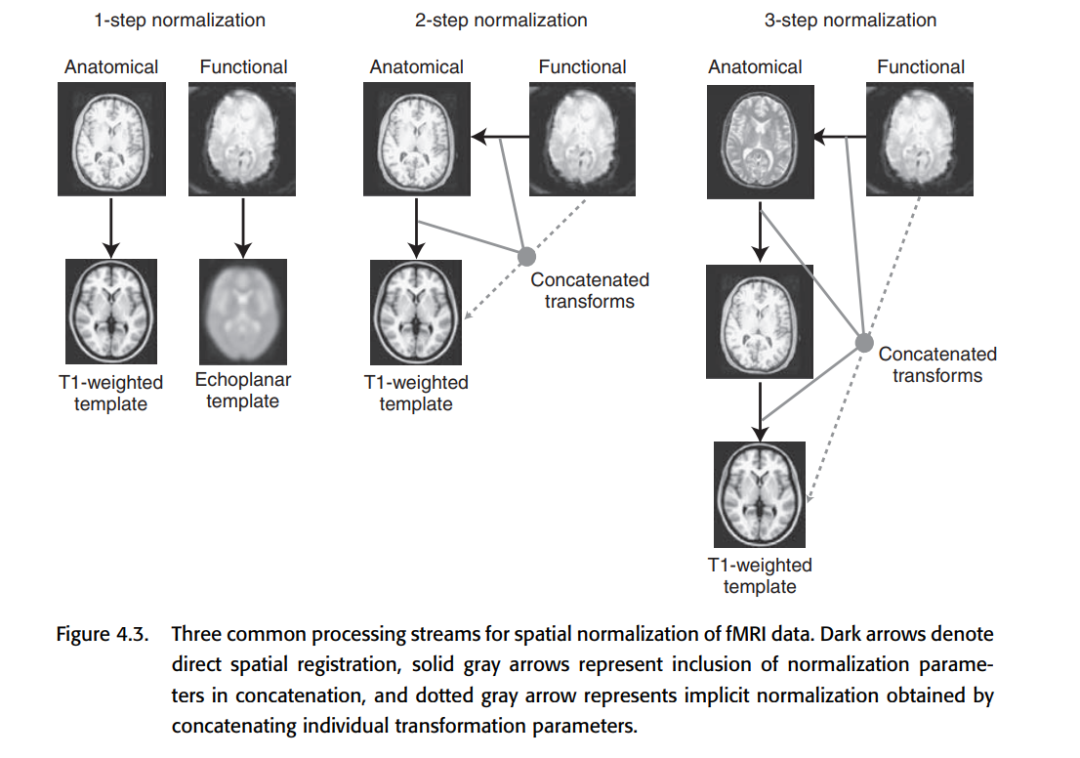 1-step normalization
2-step normalization
3-step normalization
Anatomical
Functional
Anatomical
Functional
Anatomical
Functional
Concatenated
transforms
Concatenated
transforms
T1-weighted
template
Echoplanar
template
T1-weighted
template
T1-weighted
template
Figure 4.3. Three common processing streams for spatial normalization of fMRI data. Dark arrows denote
direct spatial registration, solid gray arrows represent inclusion of normalization parame-
ters in concatenation, and dotted gray arrow represents implicit normalization obtained by
concatenating individual transformation parameters.